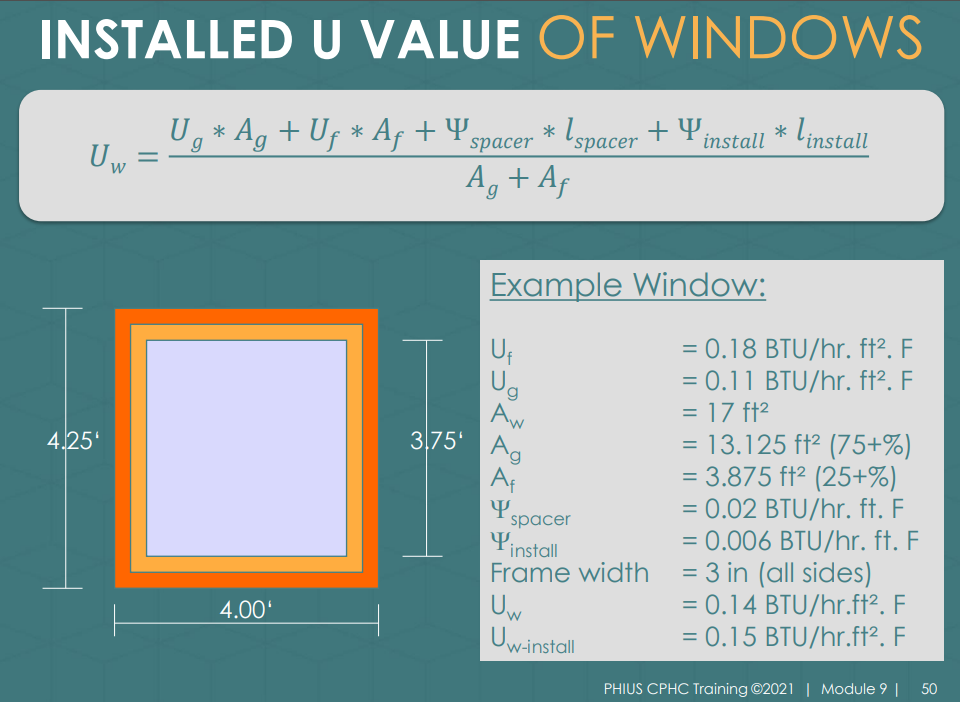 INSTALLED U VALUE OF WINDOWS
U_w = (U_g * A_g + U_f * A_f + Ψ_spacer * l_spacer + Ψ_install * l_install) / (A_g + A_f)
Example Window:
U_f = 0.18 BTU/hr. ft². F
U_g = 0.11 BTU/hr. ft². F
A_w = 17 ft²
A_g = 13.125 ft² (75+%)
A_f = 3.875 ft² (25+%)
Ψ_spacer = 0.02 BTU/hr. ft. F
Ψ_install = 0.006 BTU/hr. ft. F
Frame width = 3 in (all sides)
U_w = 0.14 BTU/hr.ft². F
U_w-install = 0.15 BTU/hr.ft². F
4.25‘
3.75‘
4.00‘
PHIUS CPHC Training ©2021 | Module 9 | 50